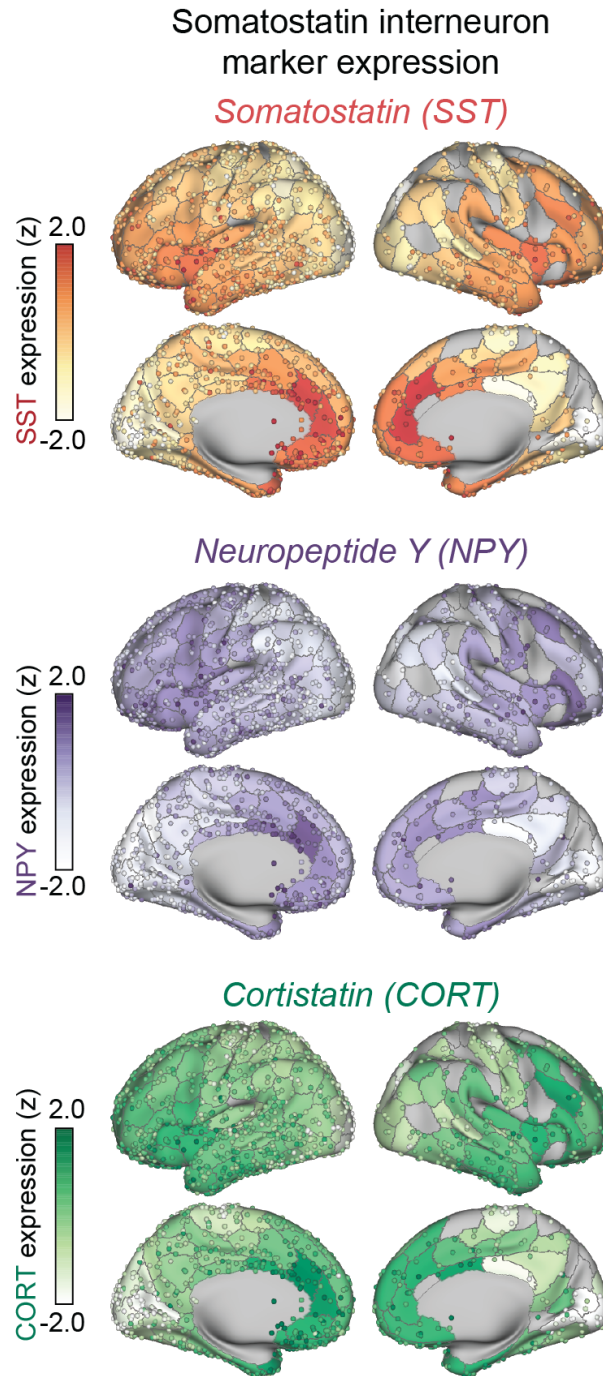 Somatostatin interneuron
marker expression
Somatostatin (SST)
2.0
SST expression (z)
-2.0
Neuropeptide Y (NPY)
2.0
NPY expression (z)
-2.0
Cortistatin (CORT)
2.0
CORT expression (z)
-2.0